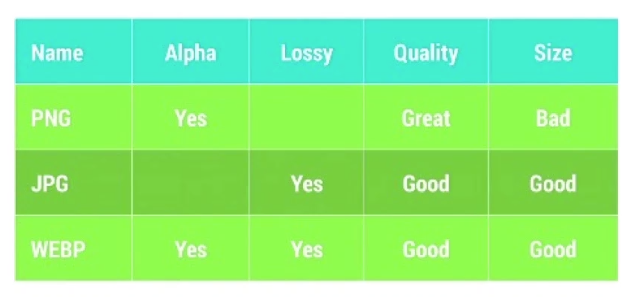 Name Alpha Lossy Quality Size
PNG Yes Great Bad
JPG Yes Good Good
WEBP Yes Yes Good Good